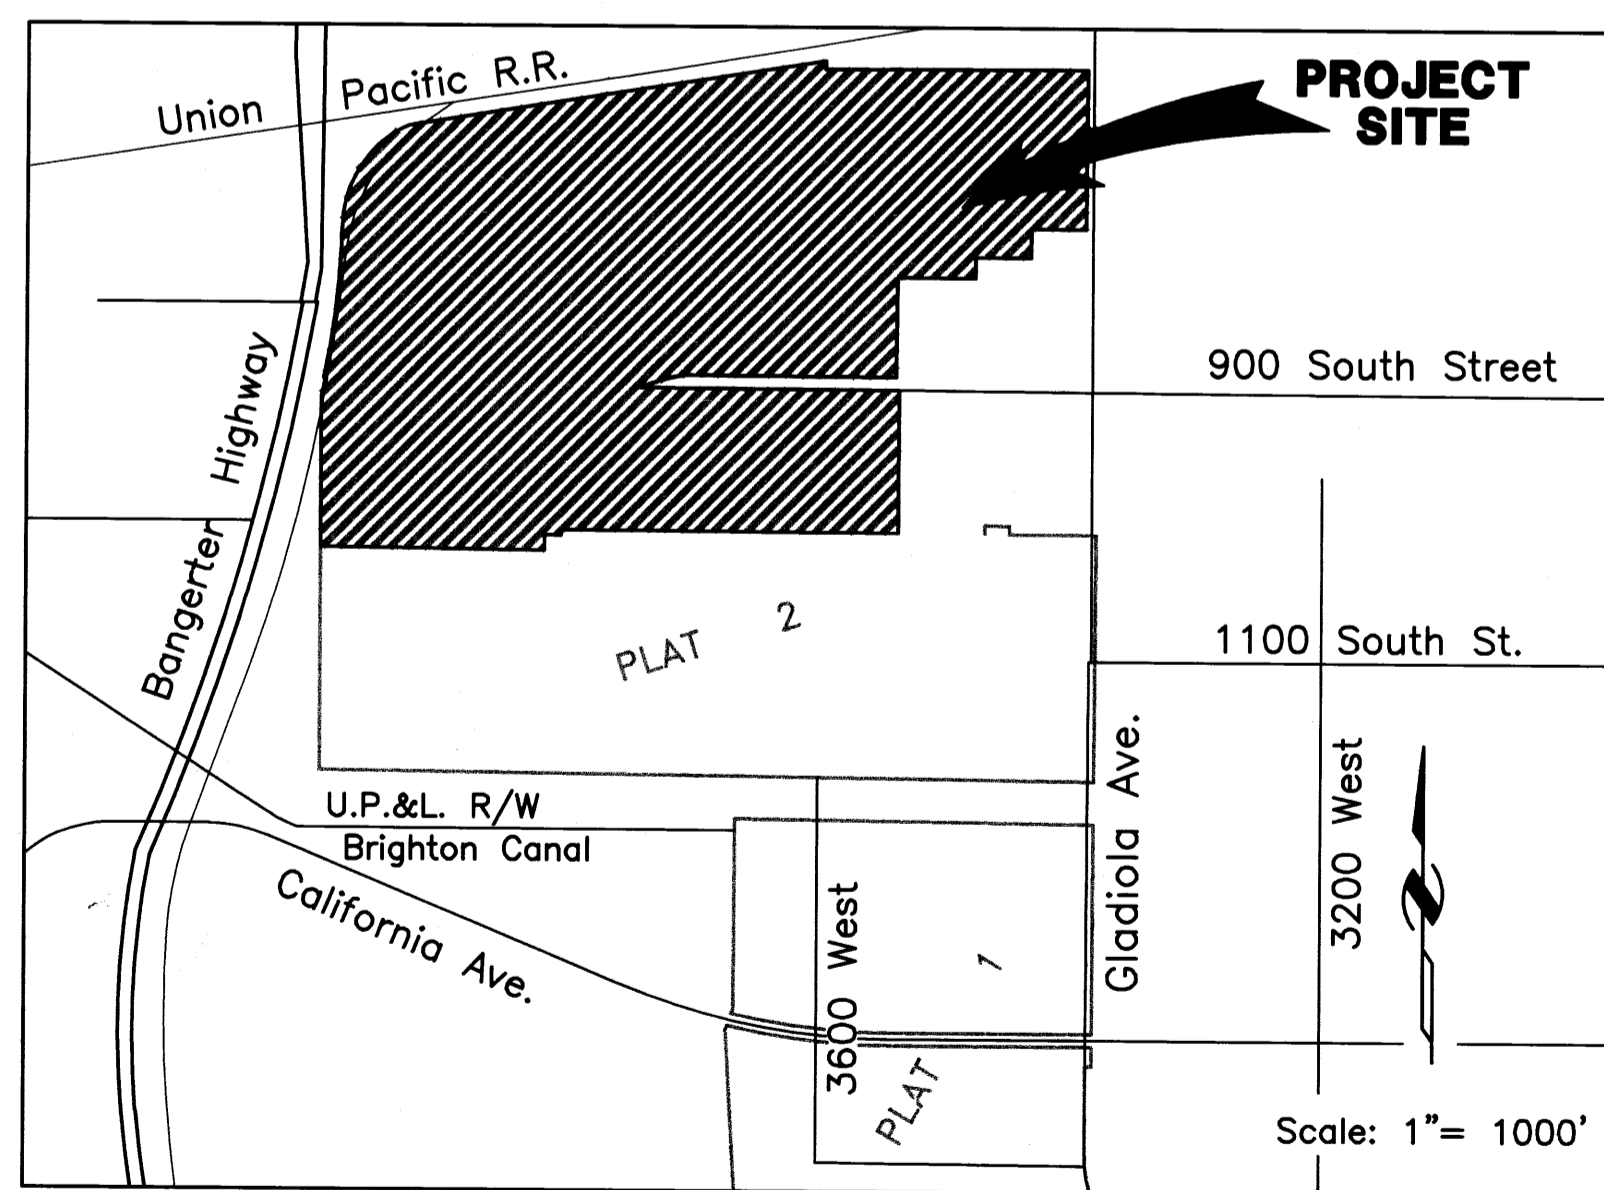 Union Pacific R.R.
PROJECT
SITE
Bangerter Highway
900 South Street
PLAT 2
1100 South St.
U.P.&L. R/W
Brighton Canal
California Ave.
3600 West
Gladiola Ave.
3200 West
PLAT 1
N
Scale: 1"= 1000'